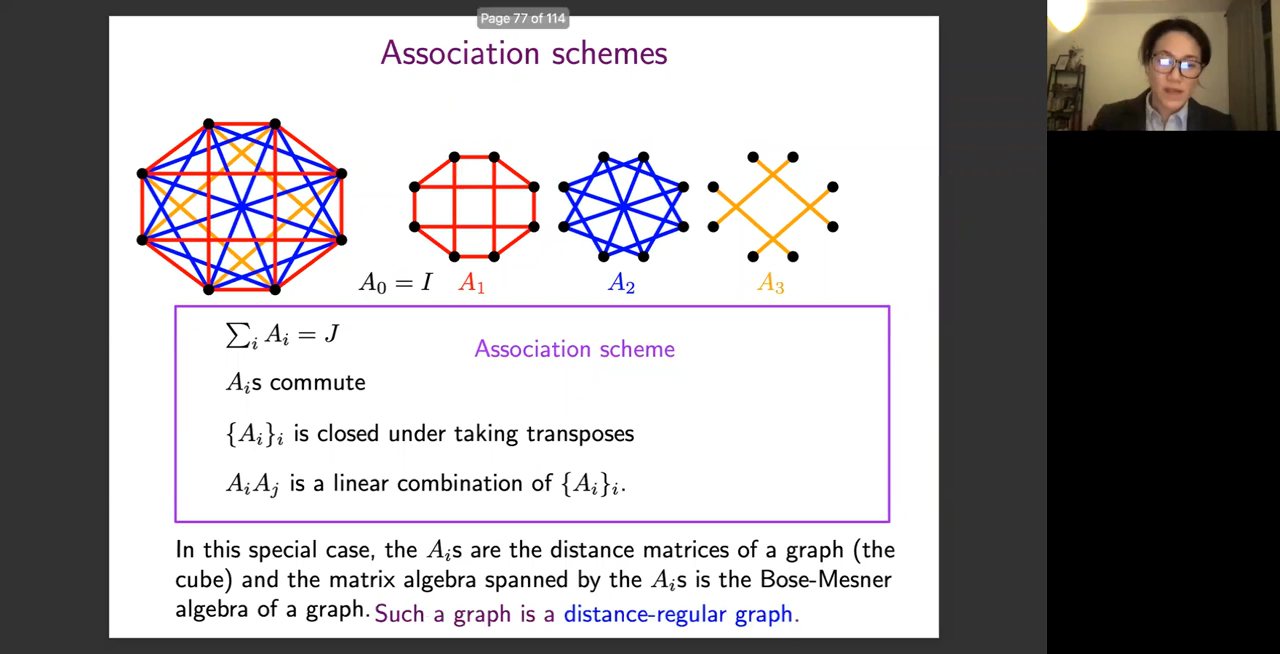 Page 77 of 114
Association schemes
A₀ = I A₁ A₂ A₃
∑ᵢ Aᵢ = J
Association scheme
Aᵢs commute
{Aᵢ}ᵢ is closed under taking transposes
AᵢAⱼ is a linear combination of {Aᵢ}ᵢ.
In this special case, the Aᵢs are the distance matrices of a graph (the
cube) and the matrix algebra spanned by the Aᵢs is the Bose-Mesner
algebra of a graph. Such a graph is a distance-regular graph.